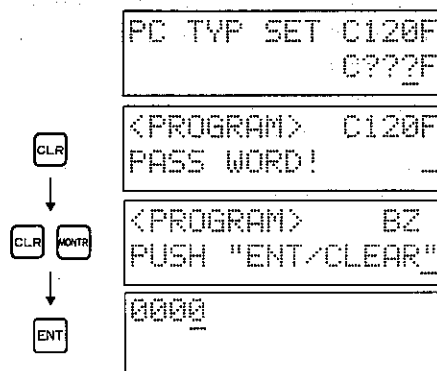 PC TYP SET C120F
C???F
<PROGRAM> C120F
CLR
PASS WORD!
<PROGRAM> BZ
CLR MONTR
PUSH "ENT/CLEAR"
0000
ENT